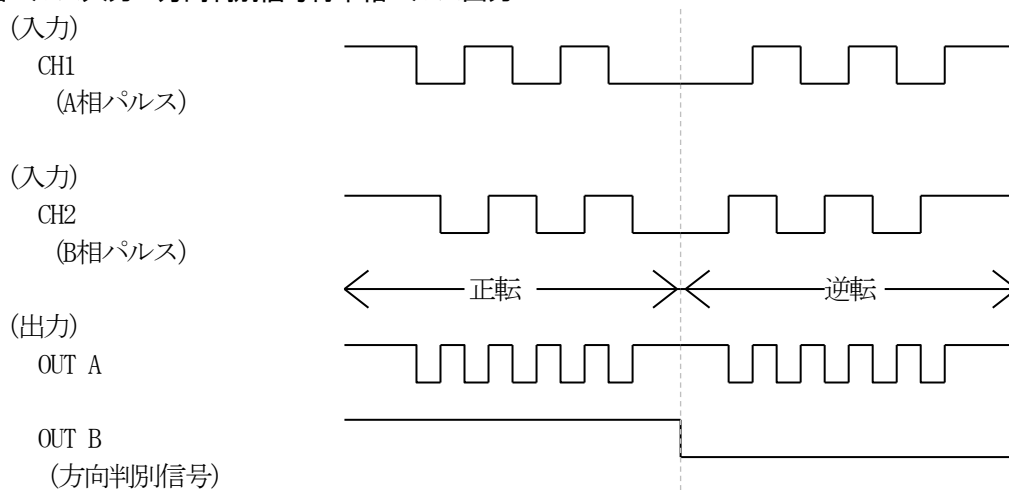 (入力)
CH1
(A相パルス)
(入力)
CH2
(B相パルス)
正転
逆転
(出力)
OUT A
OUT B
(方向判別信号)